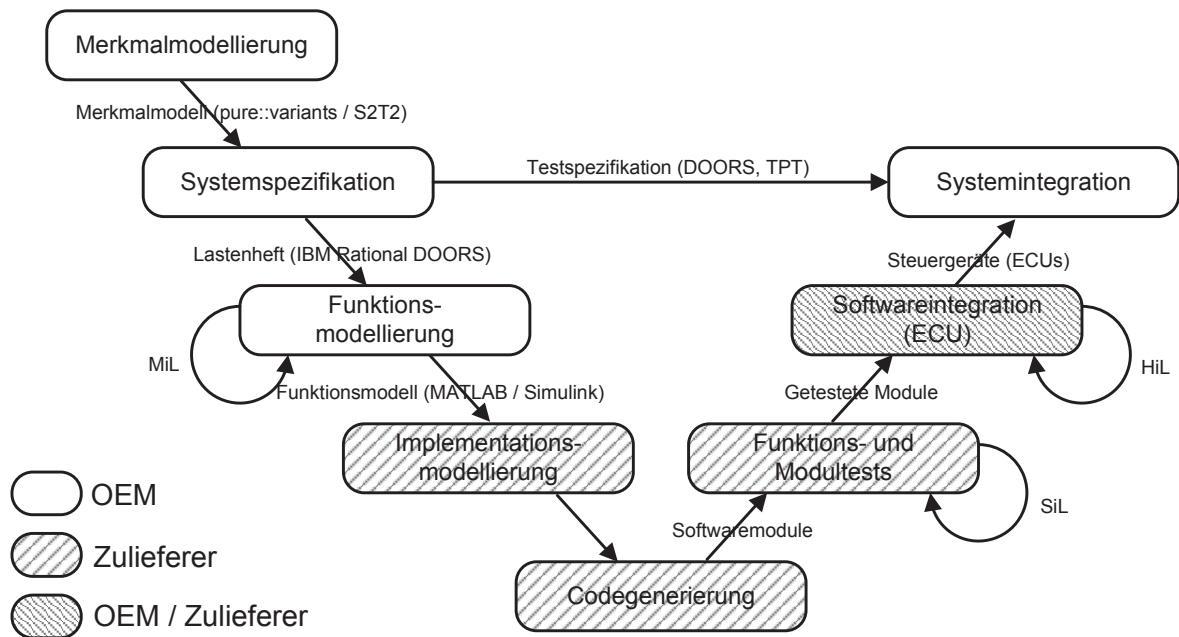 Merkmalmodellierung
Merkmalmodell (pure::variants / S2T2)
Systemspezifikation
Testspezifikation (DOORS, TPT)
Systemintegration
Lastenheft (IBM Rational DOORS)
Steuergeräte (ECUs)
Funktions-
modellierung
Softwareintegration
(ECU)
MiL
HiL
Funktionsmodell (MATLAB / Simulink)
Getestete Module
Implementations-
modellierung
Funktions- und
Modultests
SiL
OEM
Softwaremodule
Zulieferer
Codegenerierung
OEM / Zulieferer